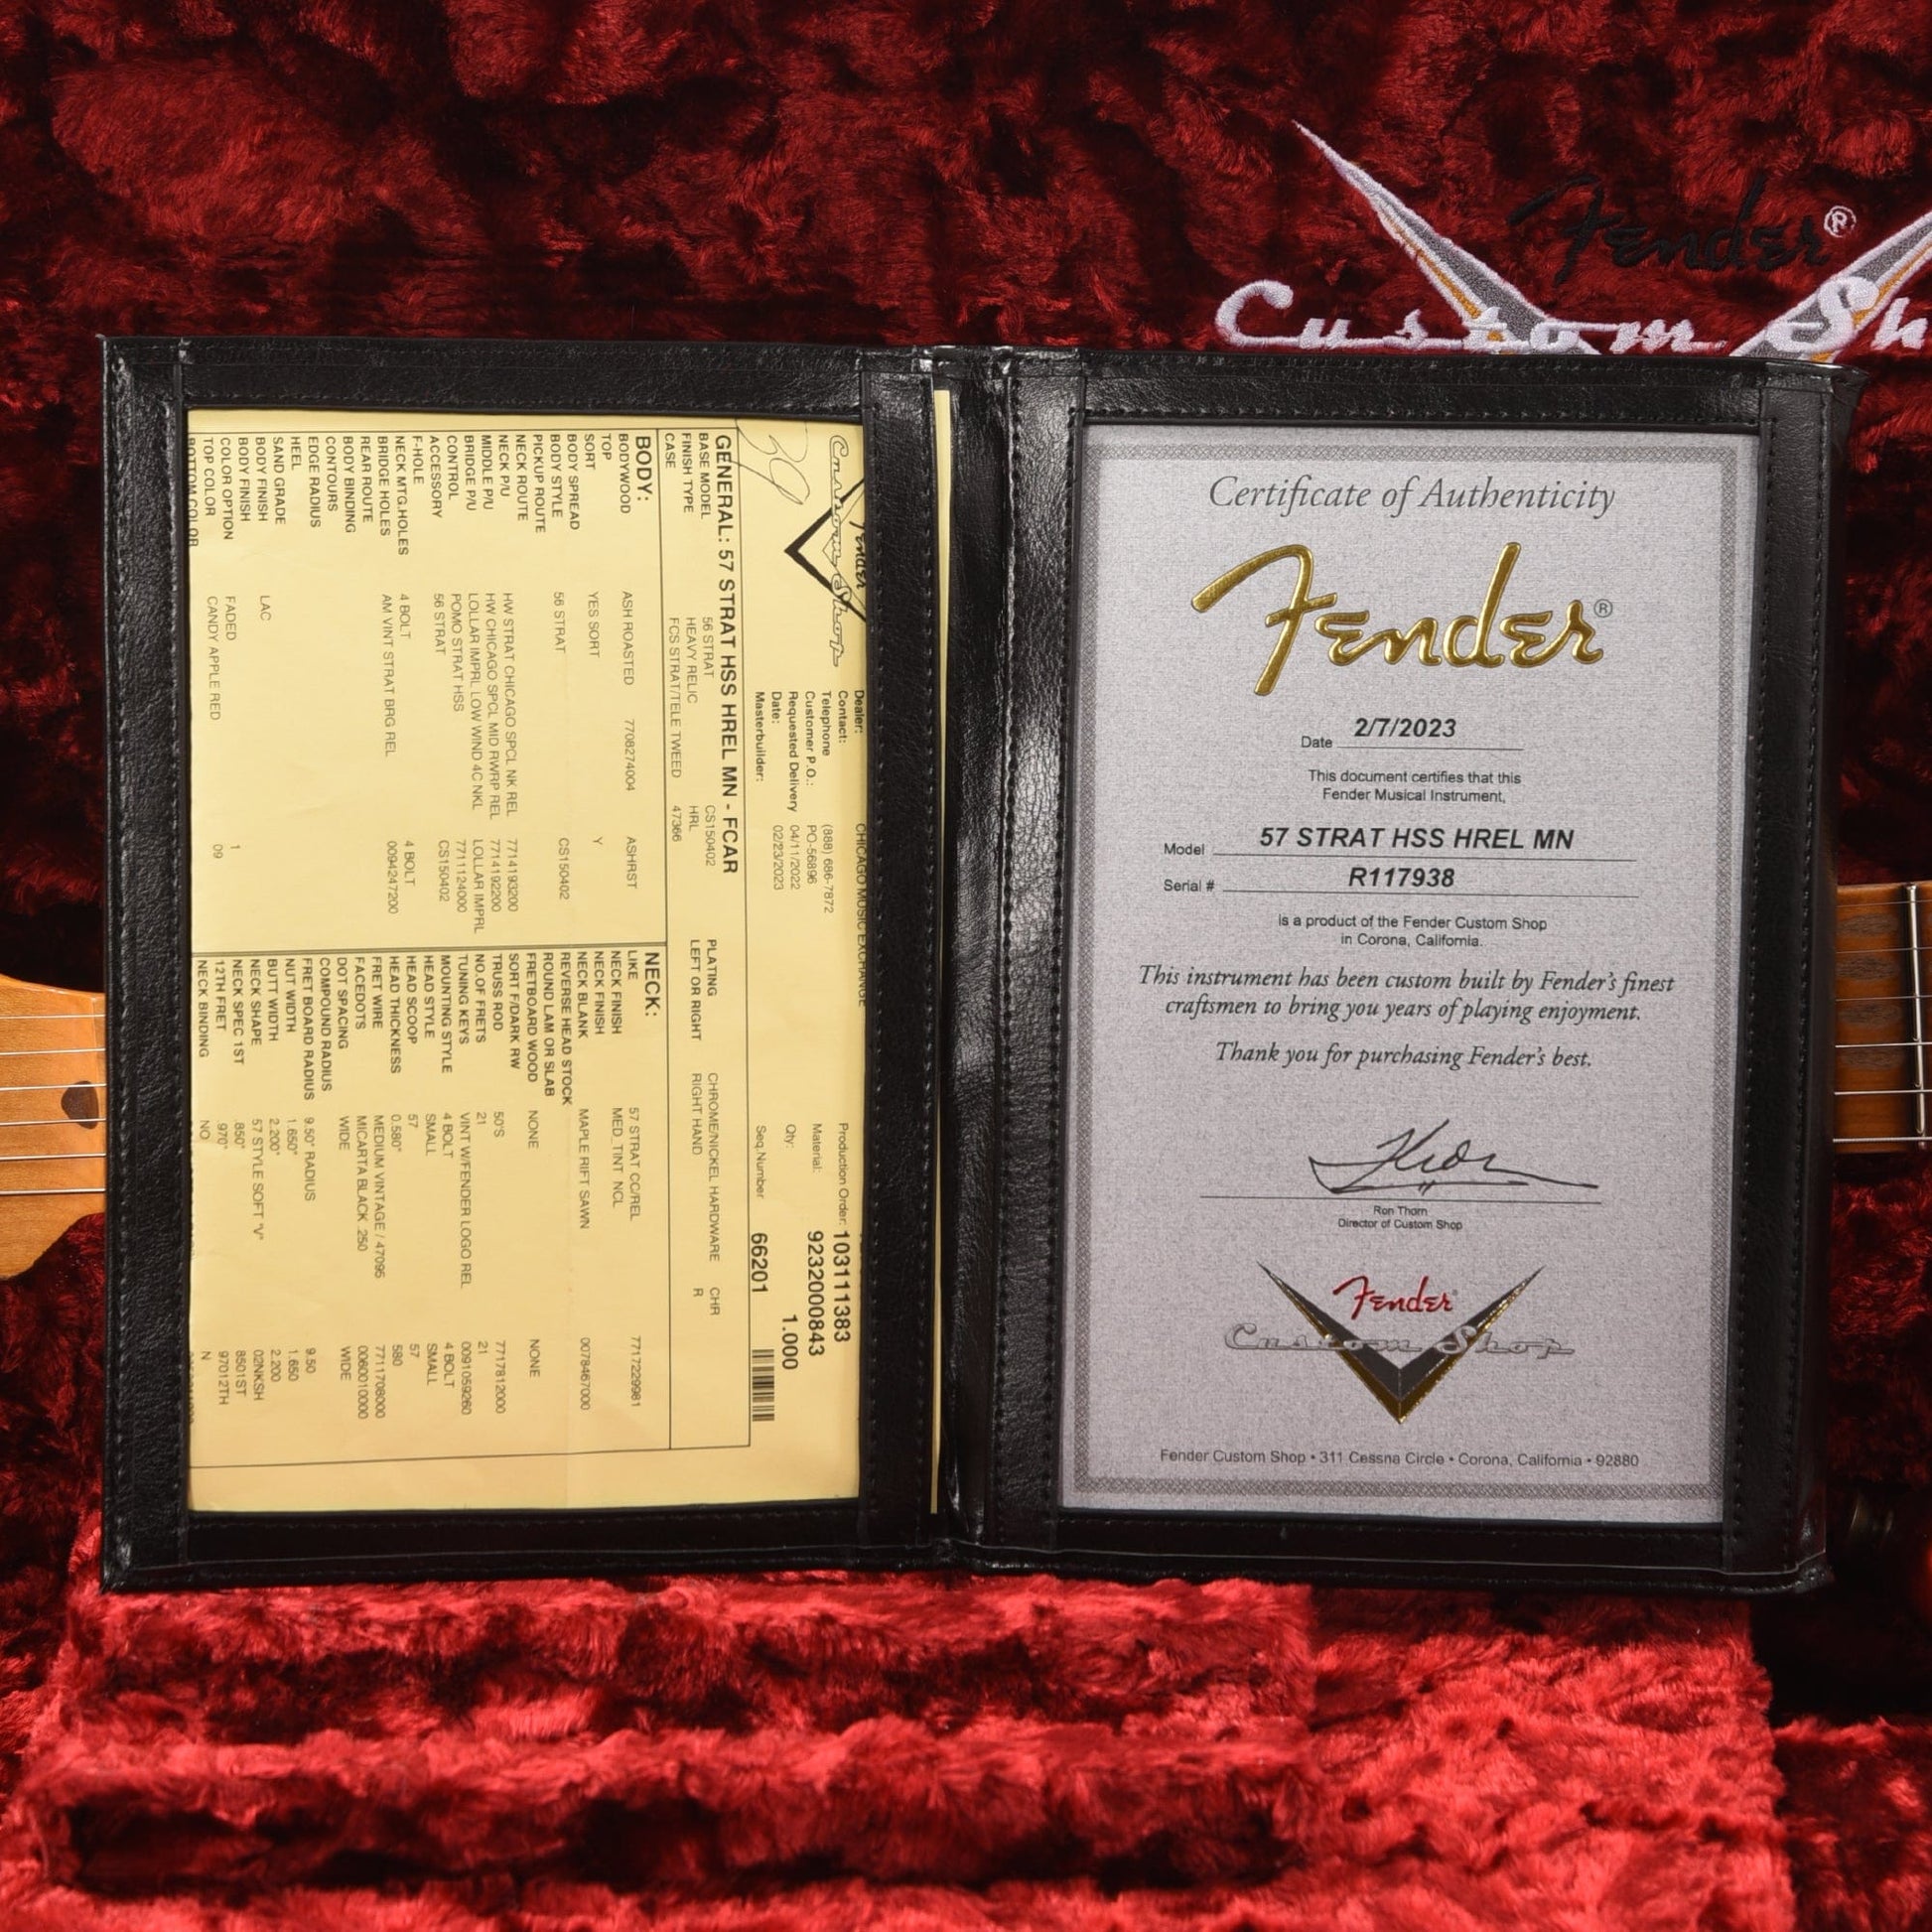 Fender®
Custom Sh
Fender
Custom Shop
Dealer: CHICAGO MUSIC EXCHANGE
Contact:
Telephone (888) 686-7872
Customer P.O.: PO-56896
Requested Delivery 04/11/2022
Date: 02/23/2023
Masterbuilder:
Production Order: 103111383
Material: 9232000843
Qty: 1.000
Seq.Number 66201
GENERAL: 57 STRAT HSS HREL MN - FCAR
BASE MODEL 56 STRAT CS150402 PLATING CHROME/NICKEL HARDWARE CHR
FINISH TYPE HEAVY RELIC HRL LEFT OR RIGHT RIGHT HAND R
CASE FCS STRAT/TELE TWEED 47366
BODY:
BODYWOOD ASH ROASTED 7708274004 ASHRST
TOP
SORT YES SORT Y
BODY SPREAD
BODY STYLE 56 STRAT CS150402
PICKUP ROUTE
NECK ROUTE
NECK P/U HW STRAT CHICAGO SPCL NK REL 7714193200
MIDDLE P/U HW CHICAGO SPCL MID RWRP REL 7714192200
BRIDGE P/U LOLLAR IMPRL LOW WIND 4C NKL LOLLAR IMPRL
CONTROL POMO STRAT HSS 7711124000
ACCESSORY 56 STRAT CS150402
F-HOLE
NECK MTG.HOLES 4 BOLT 4 BOLT
BRIDGE HOLES AM VINT STRAT BRG REL 0094247200
REAR ROUTE
BODY BINDING
CONTOURS
EDGE RADIUS
HEEL
SAND GRADE
BODY FINISH LAC
BODY FINISH
COLOR OPTION FADED 1
TOP COLOR CANDY APPLE RED 09
BOTTOM COLOR
NECK:
LIKE 57 STRAT CC/REL 7717229981
NECK FINISH MED_TINT NCL
NECK FINISH
NECK BLANK MAPLE RIFT SAWN 0078467000
REVERSE HEAD STOCK
ROUND LAM OR SLAB
FRETBOARD WOOD NONE NONE
SORT F/DARK RW
TRUSS ROD 50'S 7717812000
NO.OF FRETS 21 21
TUNING KEYS VINT W/FENDER LOGO REL 0091059260
MOUNTING STYLE 4 BOLT 4 BOLT
HEAD STYLE SMALL SMALL
HEAD SCOOP 57 57
HEAD THICKNESS 0.580" 580
FRET WIRE MEDIUM VINTAGE / 47095 7711708000
FACEDOTS MICARTA BLACK .250 0060010000
DOT SPACING WIDE WIDE
COMPOUND RADIUS
FRET BOARD RADIUS 9.50" RADIUS 9.50
NUT WIDTH 1.650" 1.650
BUTT WIDTH 2.200" 2.200
NECK SHAPE 57 STYLE SOFT "V" 02NKSH
NECK SPEC 1ST .850" 8501ST
12TH FRET .970" 97012TH
NECK BINDING NO N
Certificate of Authenticity
Fender®
Date 2/7/2023
This document certifies that this
Fender Musical Instrument,
Model 57 STRAT HSS HREL MN
Serial # R117938
is a product of the Fender Custom Shop
in Corona, California.
This instrument has been custom built by Fender's finest
craftsmen to bring you years of playing enjoyment.
Thank you for purchasing Fender's best.
Ron Thorn
Director of Custom Shop
Fender
Custom Shop
Fender Custom Shop • 311 Cessna Circle • Corona, California • 92880